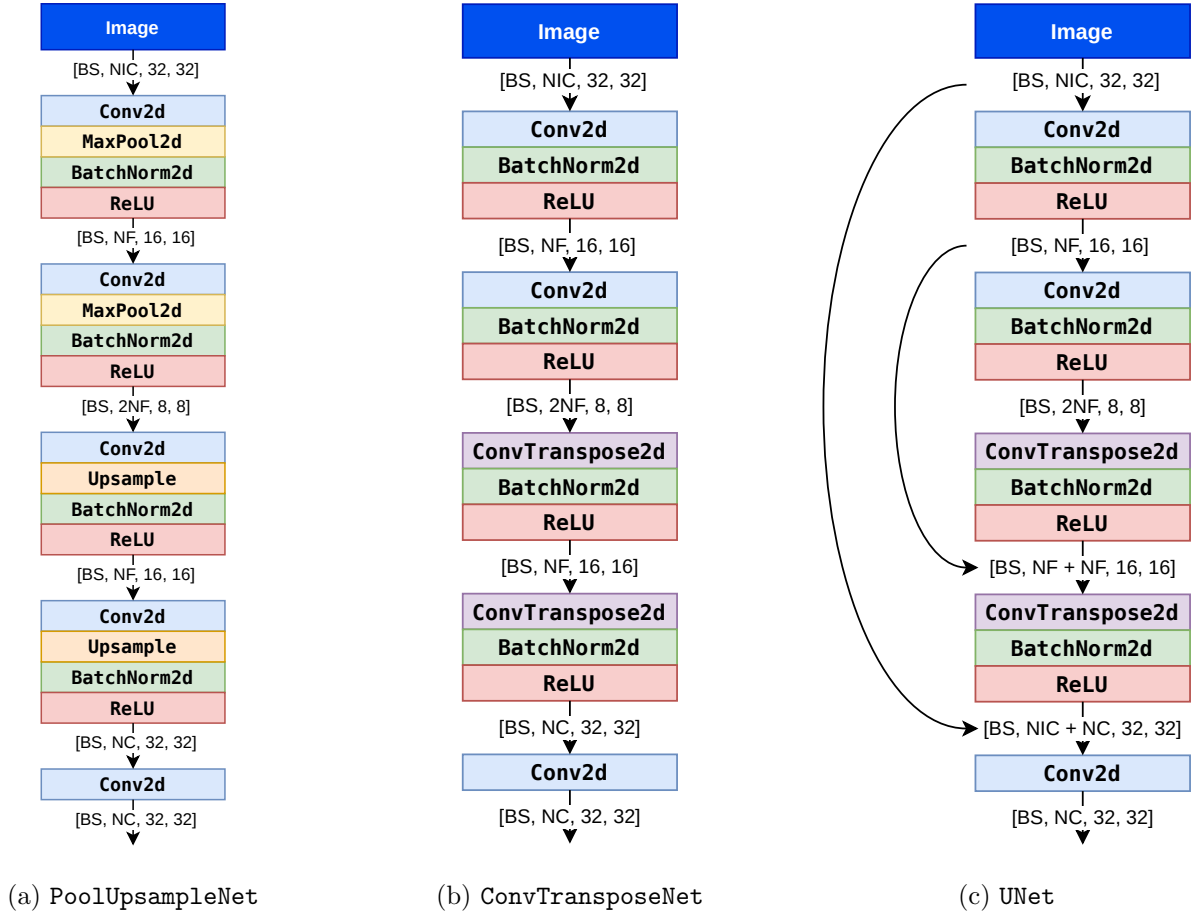 Image
[BS, NIC, 32, 32]
Conv2d
MaxPool2d
BatchNorm2d
ReLU
[BS, NF, 16, 16]
Conv2d
MaxPool2d
BatchNorm2d
ReLU
[BS, 2NF, 8, 8]
Conv2d
Upsample
BatchNorm2d
ReLU
[BS, NF, 16, 16]
Conv2d
Upsample
BatchNorm2d
ReLU
[BS, NC, 32, 32]
Conv2d
[BS, NC, 32, 32]
(a) PoolUpsampleNet
Image
[BS, NIC, 32, 32]
Conv2d
BatchNorm2d
ReLU
[BS, NF, 16, 16]
Conv2d
BatchNorm2d
ReLU
[BS, 2NF, 8, 8]
ConvTranspose2d
BatchNorm2d
ReLU
[BS, NF, 16, 16]
ConvTranspose2d
BatchNorm2d
ReLU
[BS, NC, 32, 32]
Conv2d
[BS, NC, 32, 32]
(b) ConvTransposeNet
Image
[BS, NIC, 32, 32]
Conv2d
BatchNorm2d
ReLU
[BS, NF, 16, 16]
Conv2d
BatchNorm2d
ReLU
[BS, 2NF, 8, 8]
ConvTranspose2d
BatchNorm2d
ReLU
[BS, NF + NF, 16, 16]
ConvTranspose2d
BatchNorm2d
ReLU
[BS, NIC + NC, 32, 32]
Conv2d
[BS, NC, 32, 32]
(c) UNet